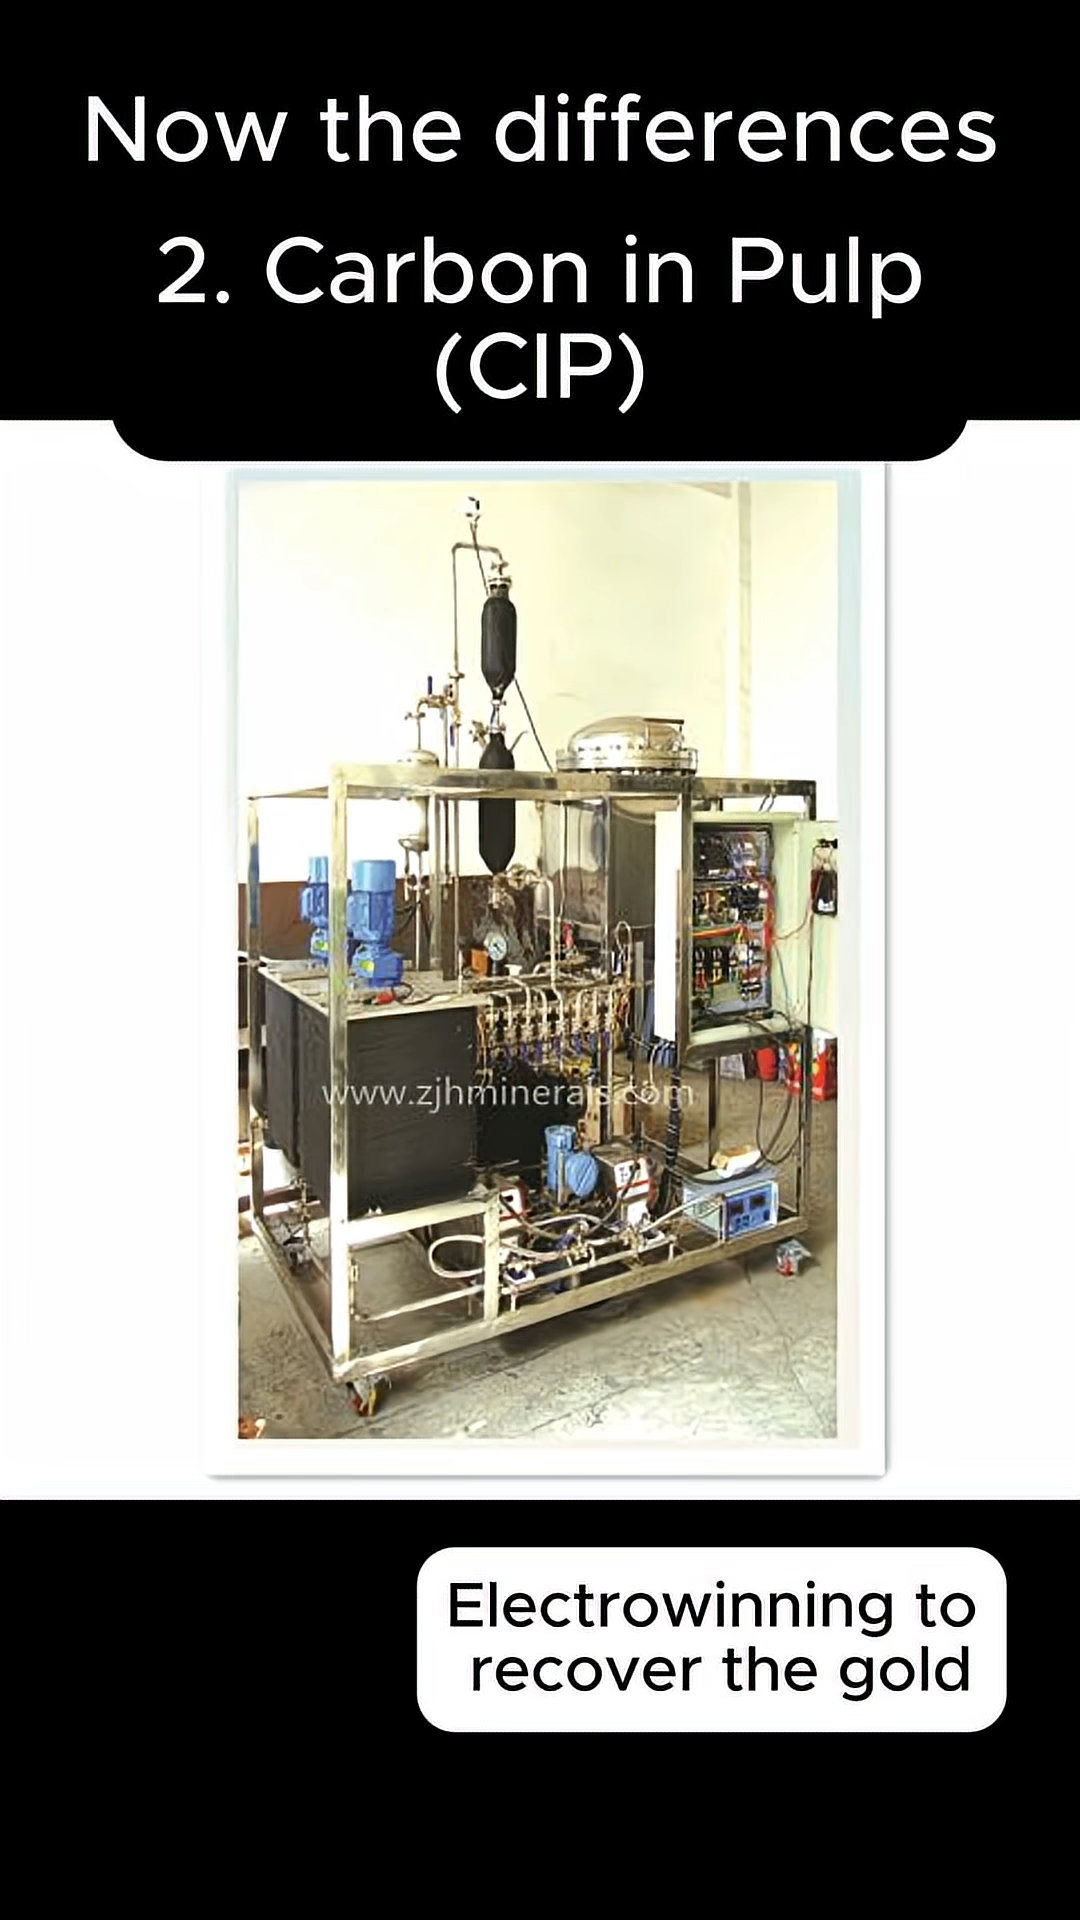 Now the differences
2. Carbon in Pulp
(CIP)
www.zjhminerals.com
Electrowinning to
recover the gold